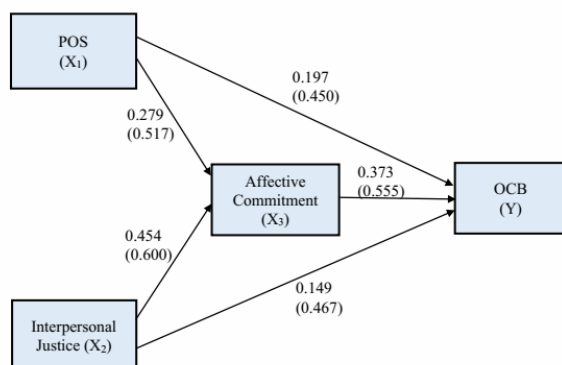 POS
(X₁)
0.197
(0.450)
0.279
(0.517)
Affective
Commitment
(X₃)
0.373
(0.555)
OCB
(Y)
0.454
(0.600)
0.149
(0.467)
Interpersonal
Justice (X₂)